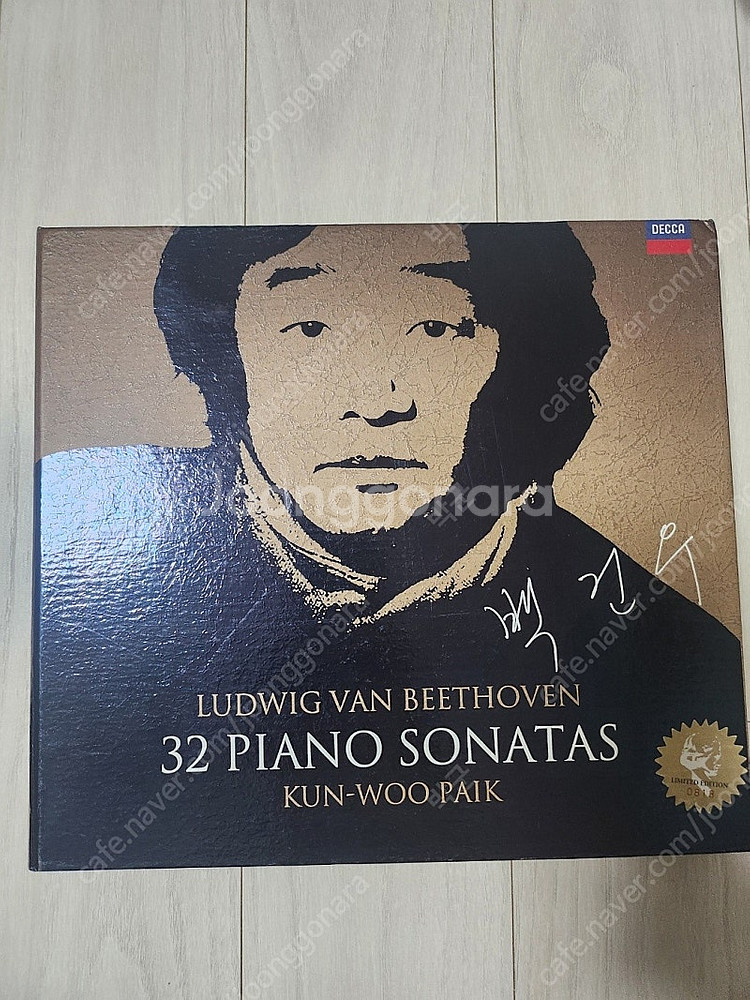 DECCA
Joonggonara
백건우
LUDWIG VAN BEETHOVEN
32 PIANO SONATAS
KUN-WOO PAIK
LIMITED EDITION
0818
cafe.naver.com/joonggonara